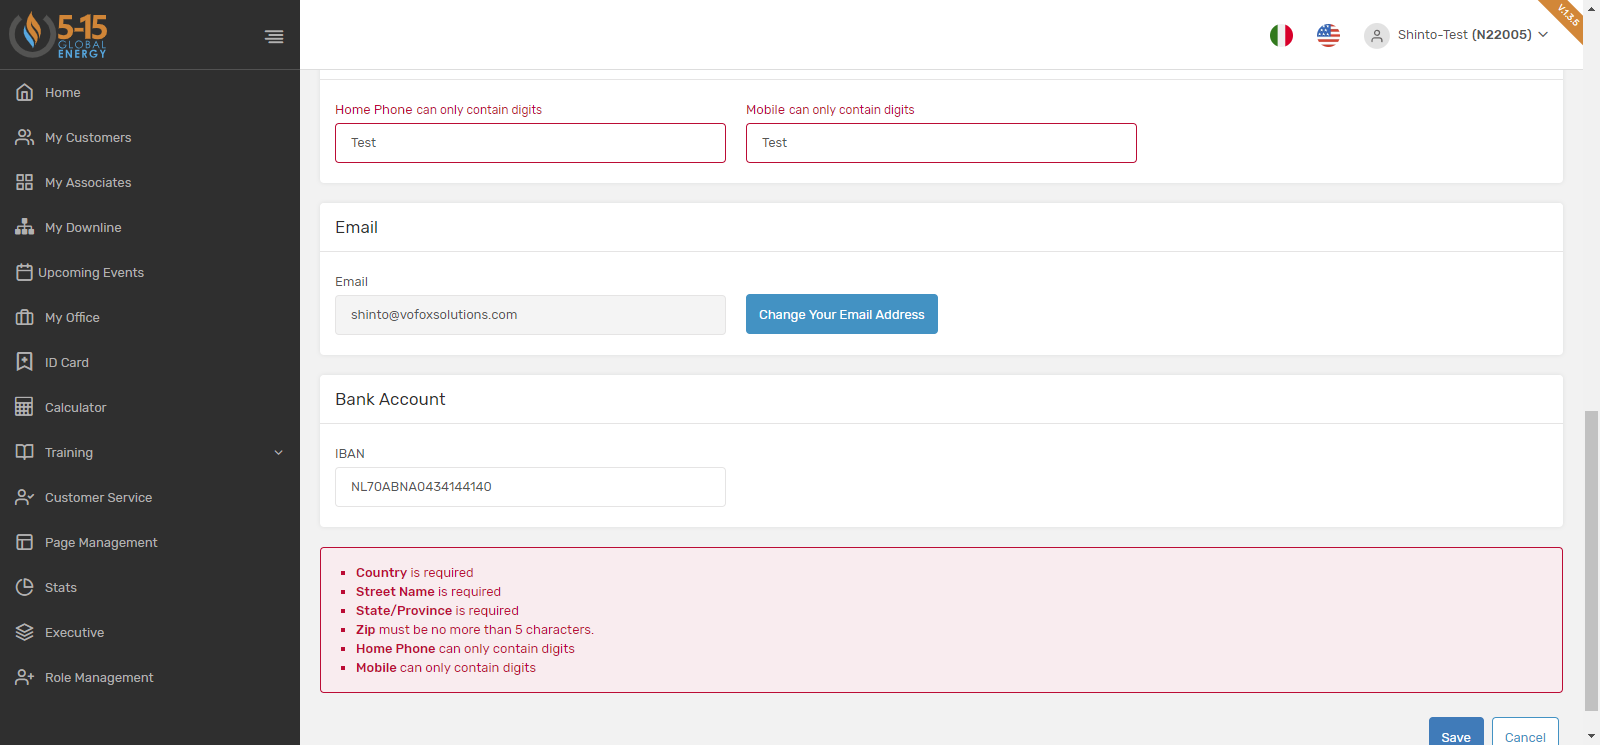 5-15
GLOBAL
ENERGY
Shinto-Test (N22005)
V.1.3.5
Home
My Customers
My Associates
My Downline
Upcoming Events
My Office
ID Card
Calculator
Training
Customer Service
Page Management
Stats
Executive
Role Management
Home Phone can only contain digits
Mobile can only contain digits
Test
Test
Email
Email
shinto@vofoxsolutions.com
Change Your Email Address
Bank Account
IBAN
NL70ABNA0434144140
Country is required
Street Name is required
State/Province is required
Zip must be no more than 5 characters.
Home Phone can only contain digits
Mobile can only contain digits
Save
Cancel